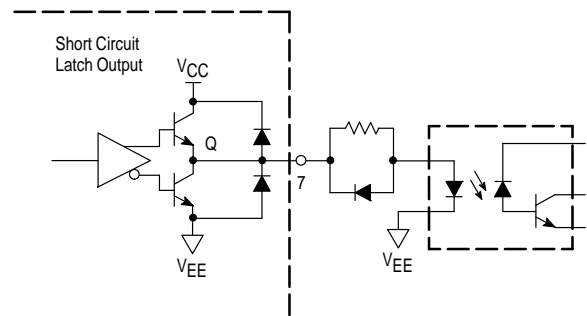 Short Circuit
Latch Output
VCC
Q
7
VEE
VEE